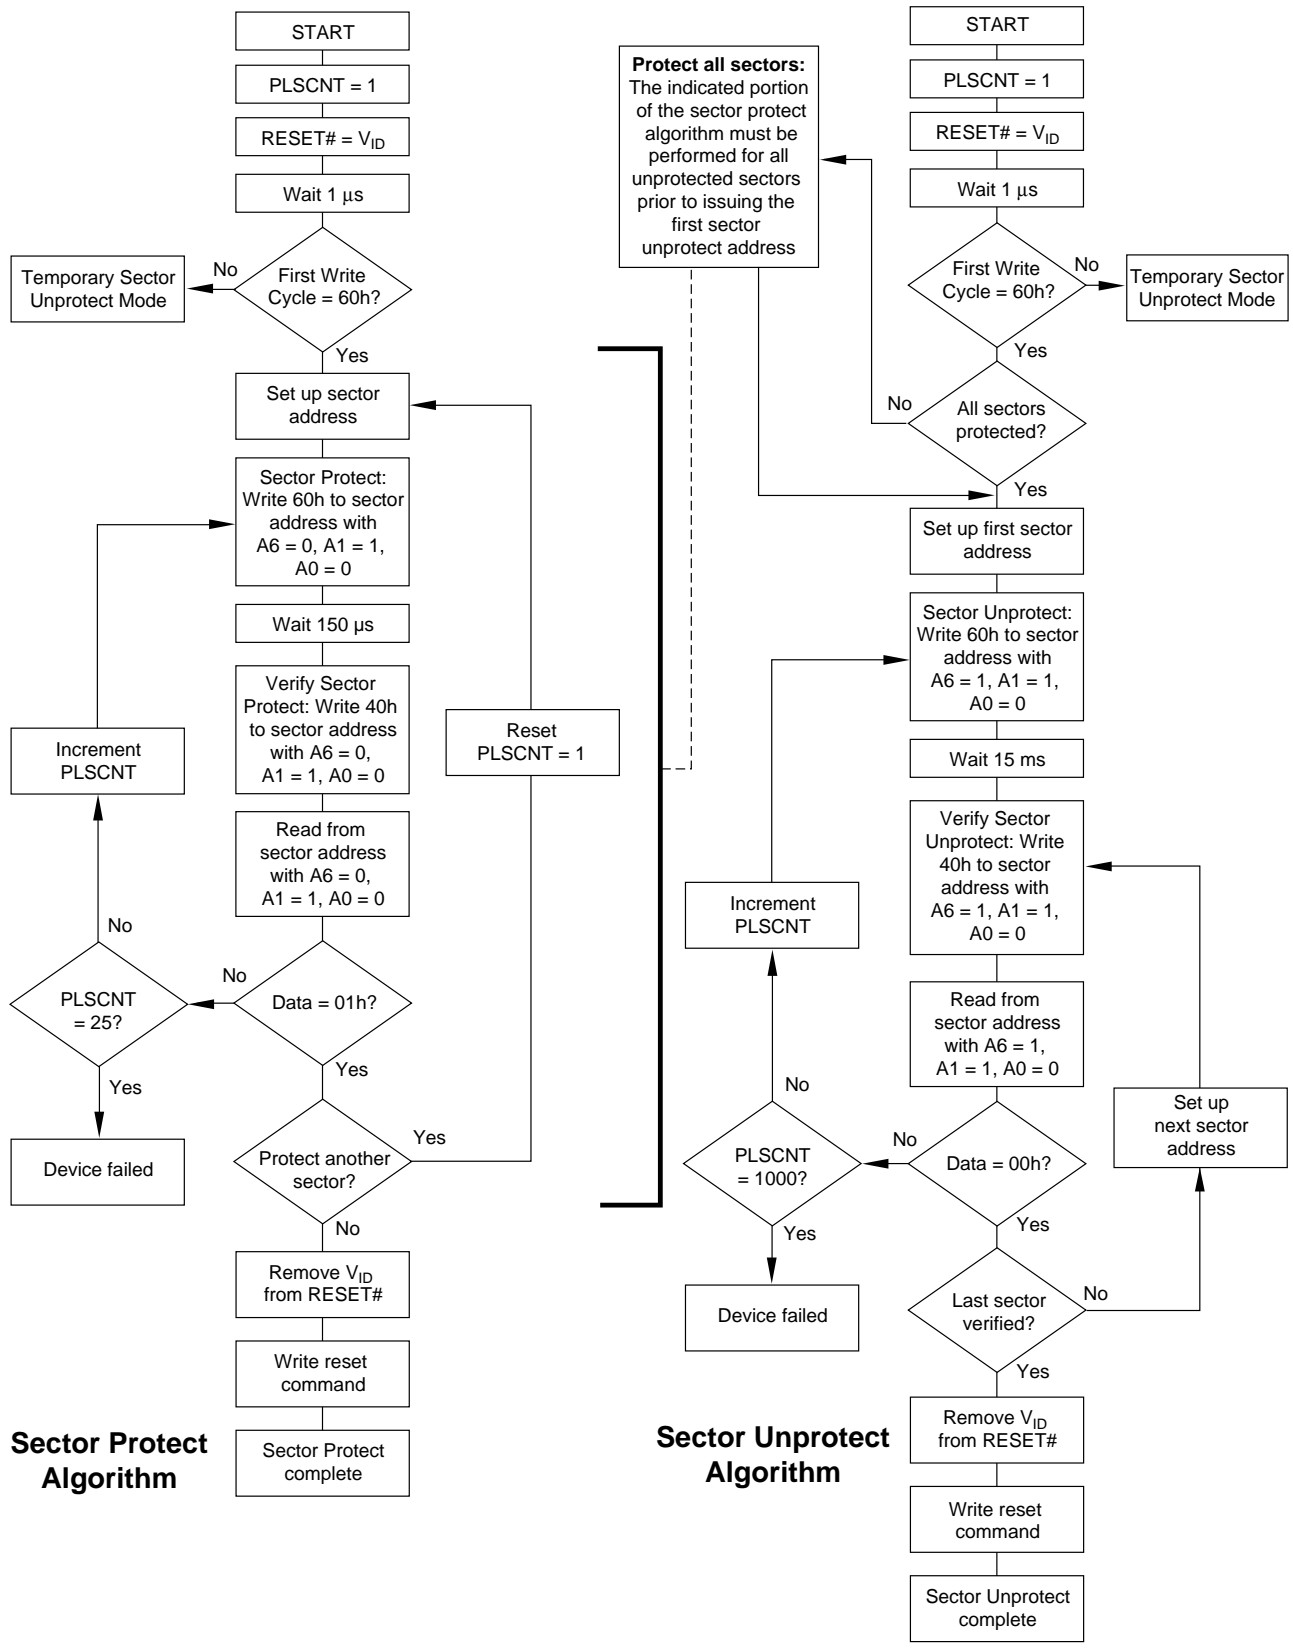 START
PLSCNT = 1
RESET# = VID
Wait 1 μs
First Write
Cycle = 60h?
No
Temporary Sector
Unprotect Mode
Yes
Set up sector
address
Sector Protect:
Write 60h to sector
address with
A6 = 0, A1 = 1,
A0 = 0
Wait 150 µs
Verify Sector
Protect: Write 40h
to sector address
with A6 = 0,
A1 = 1, A0 = 0
Read from
sector address
with A6 = 0,
A1 = 1, A0 = 0
Data = 01h?
No
PLSCNT
= 25?
No
Increment
PLSCNT
Yes
Device failed
Yes
Protect another
sector?
Yes
Reset
PLSCNT = 1
No
Remove VID
from RESET#
Write reset
command
Sector Protect
complete
Sector Protect
Algorithm
Protect all sectors:
The indicated portion
of the sector protect
algorithm must be
performed for all
unprotected sectors
prior to issuing the
first sector
unprotect address
START
PLSCNT = 1
RESET# = VID
Wait 1 μs
First Write
Cycle = 60h?
No
Temporary Sector
Unprotect Mode
Yes
All sectors
protected?
No
Yes
Set up first sector
address
Sector Unprotect:
Write 60h to sector
address with
A6 = 1, A1 = 1,
A0 = 0
Wait 15 ms
Verify Sector
Unprotect: Write
40h to sector
address with
A6 = 1, A1 = 1,
A0 = 0
Read from
sector address
with A6 = 1,
A1 = 1, A0 = 0
Data = 00h?
No
PLSCNT
= 1000?
No
Increment
PLSCNT
Yes
Device failed
Yes
Last sector
verified?
No
Set up
next sector
address
Yes
Remove VID
from RESET#
Write reset
command
Sector Unprotect
complete
Sector Unprotect
Algorithm